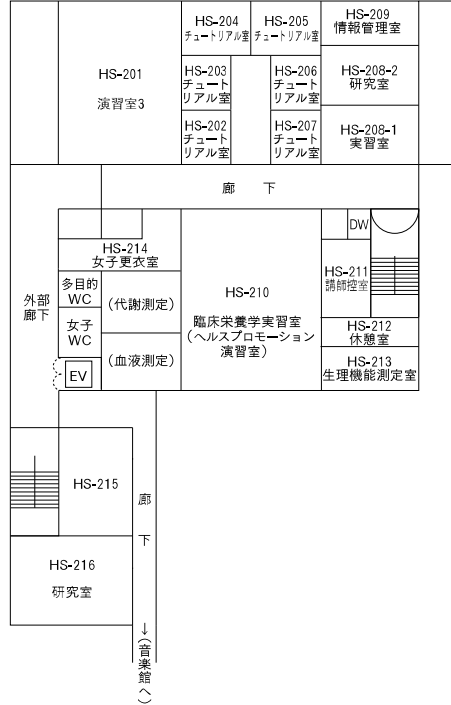 HS-204
チュートリアル室
HS-205
チュートリアル室
HS-209
情報管理室
HS-201
演習室3
HS-203
チュート
リアル室
HS-206
チュート
リアル室
HS-208-2
研究室
HS-202
チュート
リアル室
HS-207
チュート
リアル室
HS-208-1
実習室
廊 下
外部
廊下
HS-214
女子更衣室
多目的
WC
(代謝測定)
女子
WC
(血液測定)
EV
HS-210
臨床栄養学実習室
(ヘルスプロモーション
演習室)
DW
HS-211
講師控室
HS-212
休憩室
HS-213
生理機能測定室
HS-215
廊
下
HS-216
研究室
→(音楽館へ)